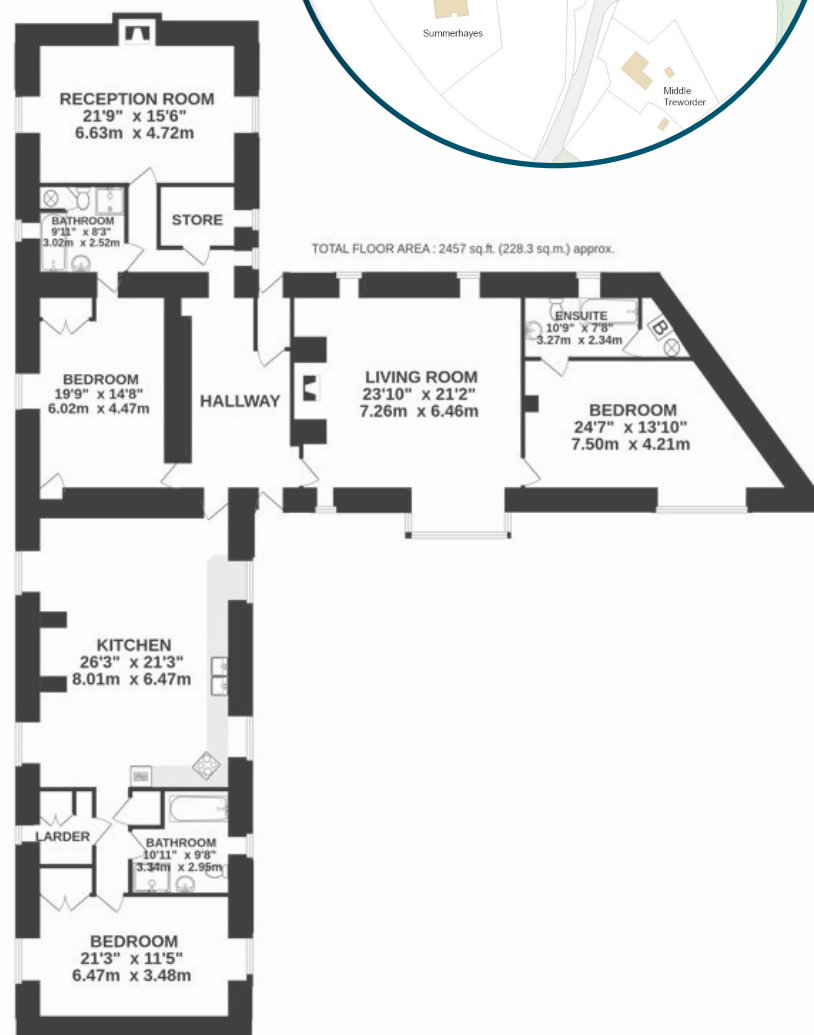 Summerhayes
Middle
Treworder
RECEPTION ROOM
21'9" x 15'6"
6.63m x 4.72m
BATHROOM
9'11" x 8'3"
3.02m x 2.52m
STORE
TOTAL FLOOR AREA : 2457 sq.ft. (228.3 sq.m.) approx.
BEDROOM
19'9" x 14'8"
6.02m x 4.47m
HALLWAY
LIVING ROOM
23'10" x 21'2"
7.26m x 6.46m
ENSUITE
10'9" x 7'8"
3.27m x 2.34m
B
BEDROOM
24'7" x 13'10"
7.50m x 4.21m
KITCHEN
26'3" x 21'3"
8.01m x 6.47m
LARDER
BATHROOM
10'11" x 9'8"
3.34m x 2.95m
BEDROOM
21'3" x 11'5"
6.47m x 3.48m